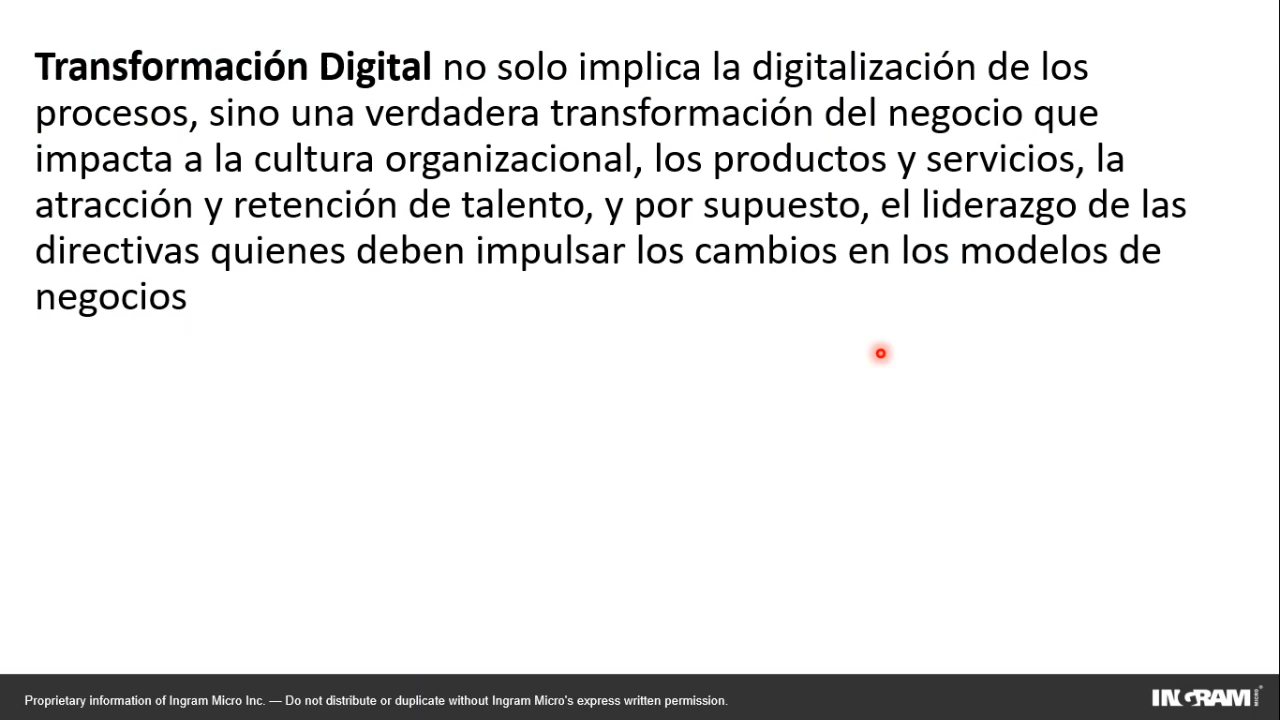 Transformación Digital no solo implica la digitalización de los
procesos, sino una verdadera transformación del negocio que
impacta a la cultura organizacional, los productos y servicios, la
atracción y retención de talento, y por supuesto, el liderazgo de las
directivas quienes deben impulsar los cambios en los modelos de
negocios
Proprietary information of Ingram Micro Inc. — Do not distribute or duplicate without Ingram Micro's express written permission.
INGRAM MICRO ®